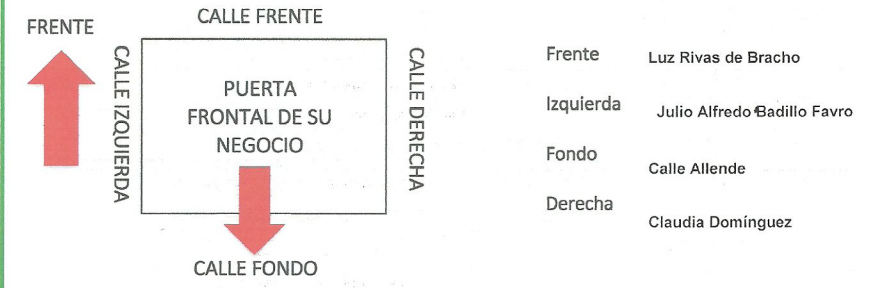 CALLE FRENTE
FRENTE
CALLE IZQUIERDA
PUERTA
FRONTAL DE SU
NEGOCIO
CALLE DERECHA
CALLE FONDO
Frente Luz Rivas de Bracho
Izquierda Julio Alfredo Badillo Favro
Fondo Calle Allende
Derecha Claudia Domínguez